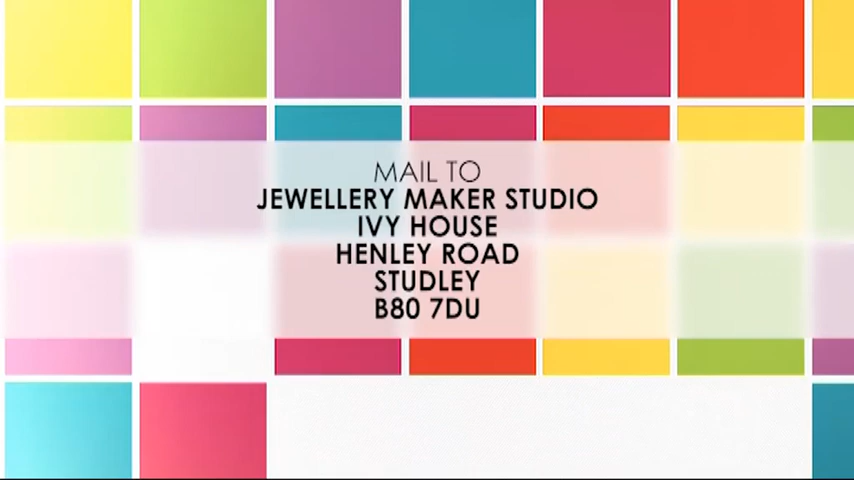 MAIL TO
JEWELLERY MAKER STUDIO
IVY HOUSE
HENLEY ROAD
STUDLEY
B80 7DU